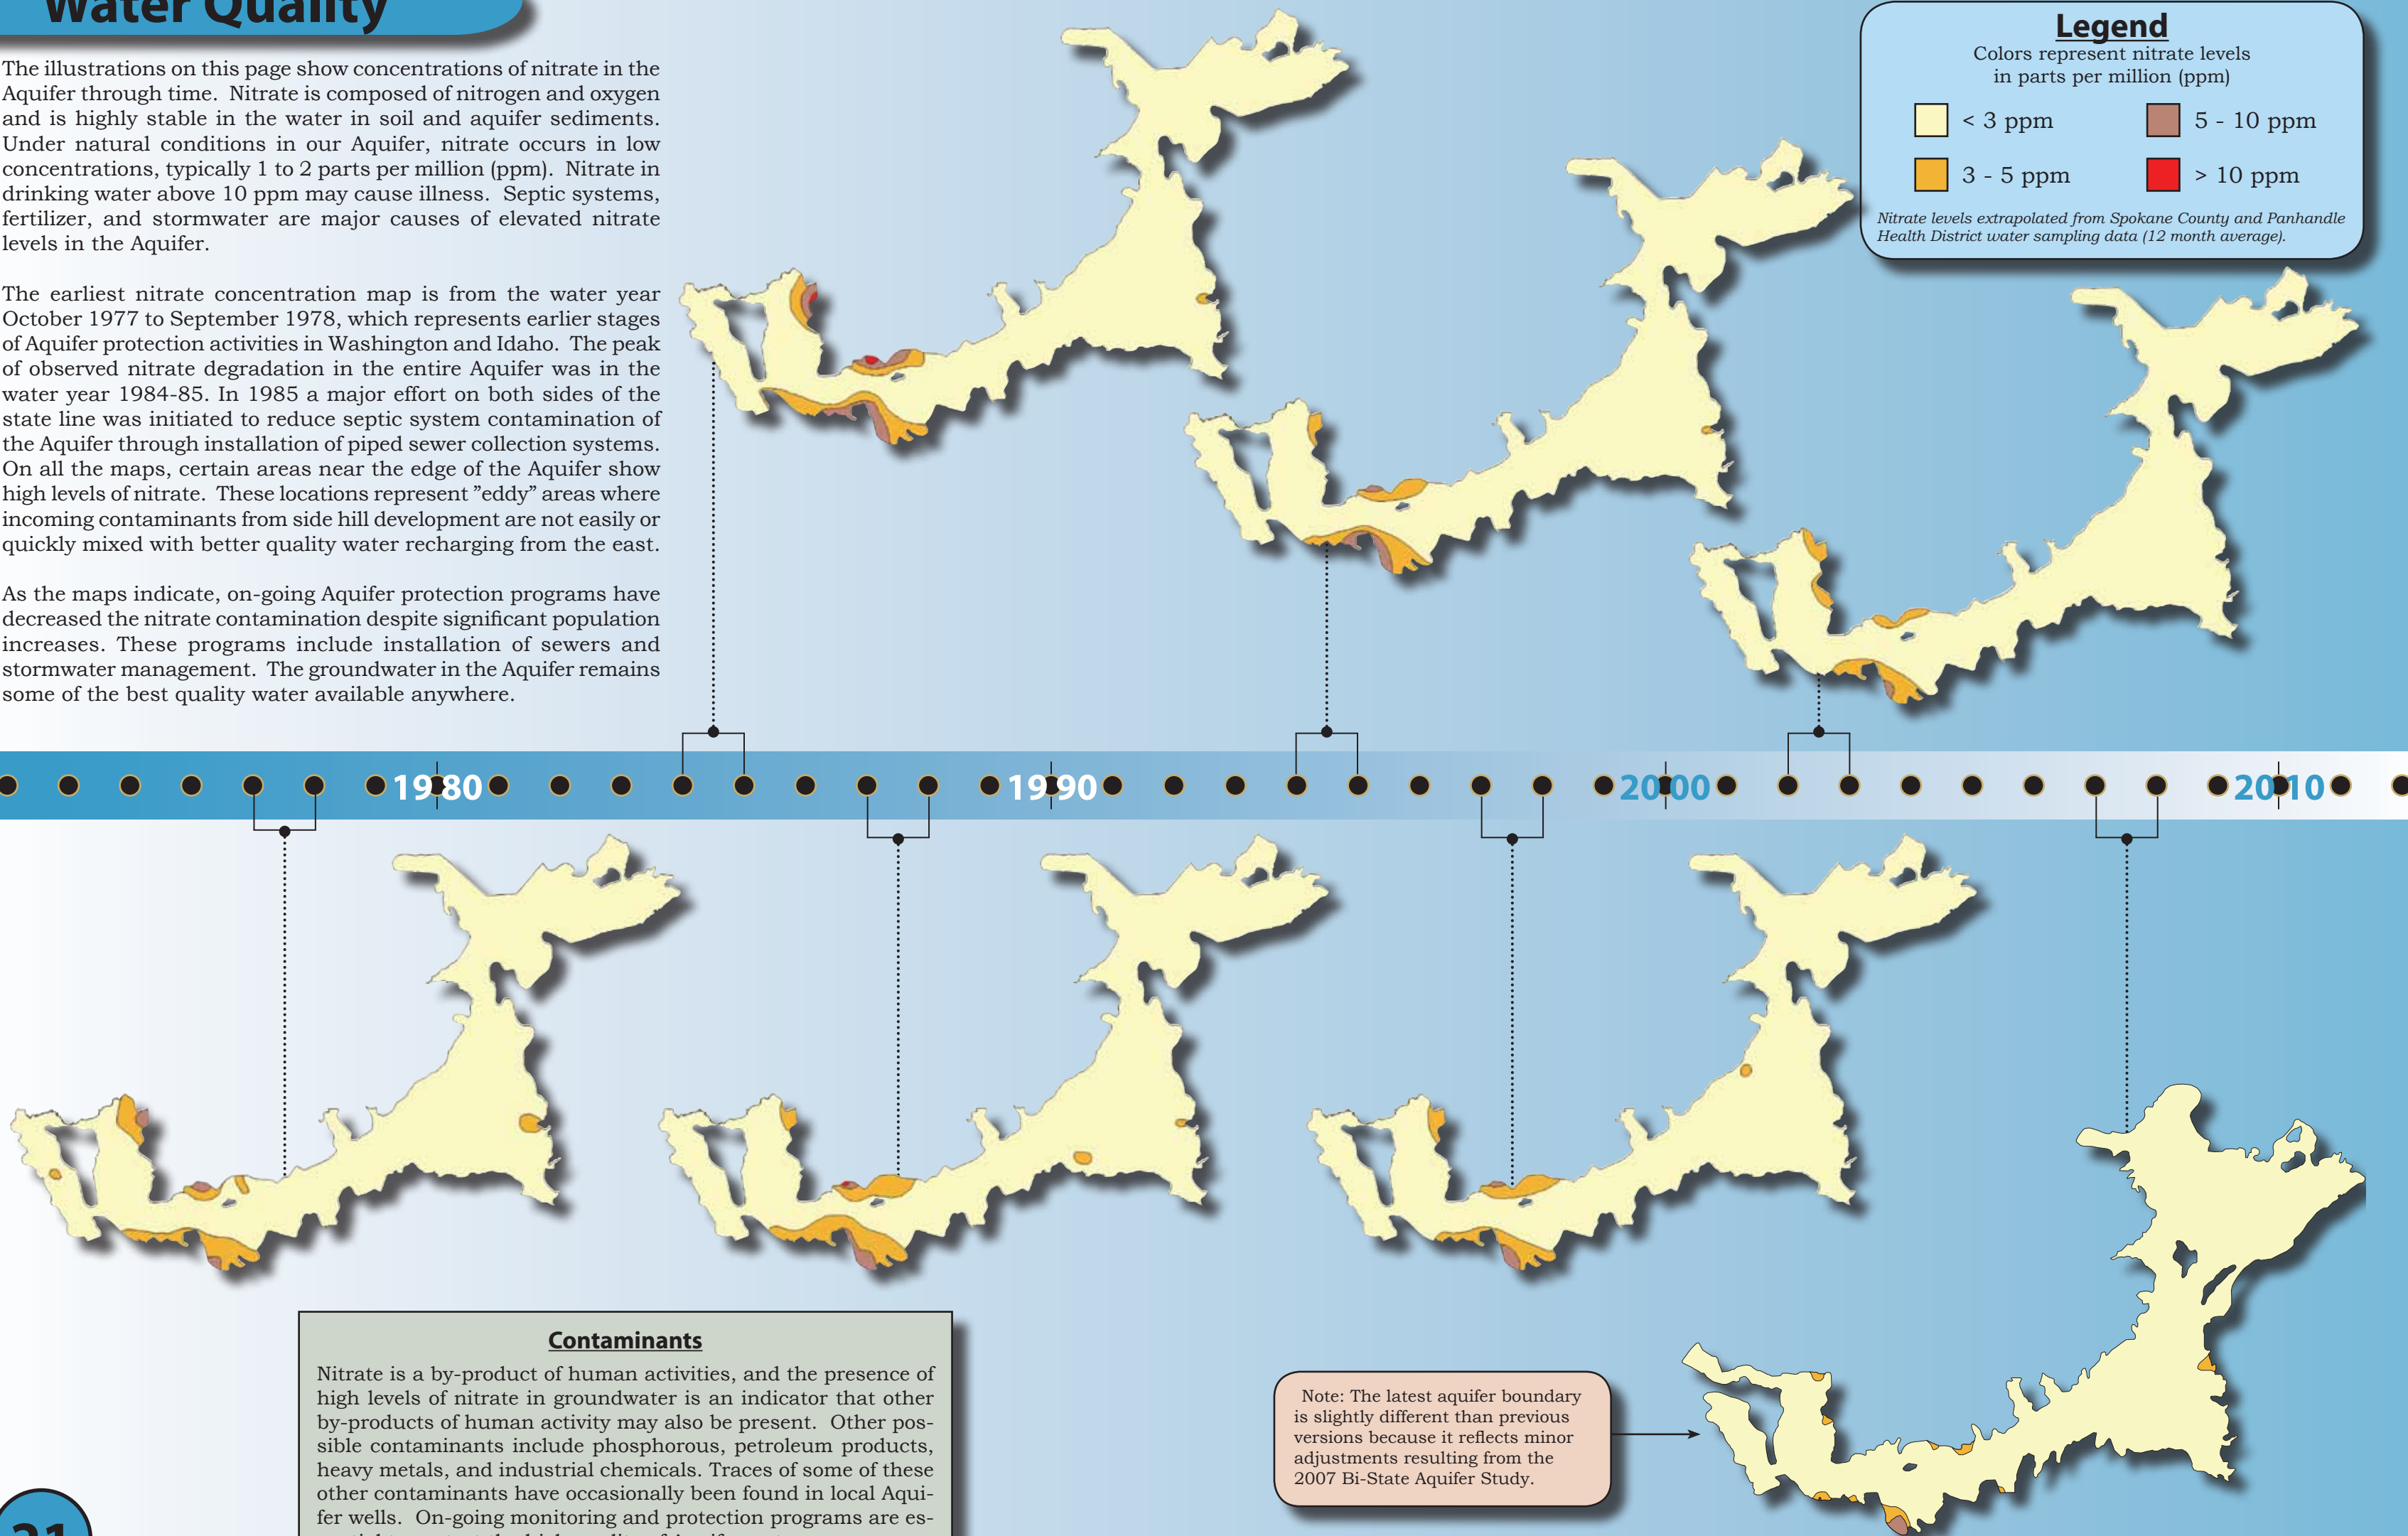 Water Quality
The illustrations on this page show concentrations of nitrate in the
Aquifer through time. Nitrate is composed of nitrogen and oxygen
and is highly stable in the water in soil and aquifer sediments.
Under natural conditions in our Aquifer, nitrate occurs in low
concentrations, typically 1 to 2 parts per million (ppm). Nitrate in
drinking water above 10 ppm may cause illness. Septic systems,
fertilizer, and stormwater are major causes of elevated nitrate
levels in the Aquifer.
The earliest nitrate concentration map is from the water year
October 1977 to September 1978, which represents earlier stages
of Aquifer protection activities in Washington and Idaho. The peak
of observed nitrate degradation in the entire Aquifer was in the
water year 1984-85. In 1985 a major effort on both sides of the
state line was initiated to reduce septic system contamination of
the Aquifer through installation of piped sewer collection systems.
On all the maps, certain areas near the edge of the Aquifer show
high levels of nitrate. These locations represent ”eddy” areas where
incoming contaminants from side hill development are not easily or
quickly mixed with better quality water recharging from the east.
As the maps indicate, on-going Aquifer protection programs have
decreased the nitrate contamination despite significant population
increases. These programs include installation of sewers and
stormwater management. The groundwater in the Aquifer remains
some of the best quality water available anywhere.
Legend
Colors represent nitrate levels
in parts per million (ppm)
< 3 ppm
5 - 10 ppm
3 - 5 ppm
> 10 ppm
Nitrate levels extrapolated from Spokane County and Panhandle
Health District water sampling data (12 month average).
1980
1990
2000
2010
Contaminants
Nitrate is a by-product of human activities, and the presence of
high levels of nitrate in groundwater is an indicator that other
by-products of human activity may also be present. Other pos-
sible contaminants include phosphorous, petroleum products,
heavy metals, and industrial chemicals. Traces of some of these
other contaminants have occasionally been found in local Aqui-
fer wells. On-going monitoring and protection programs are es-
Note: The latest aquifer boundary
is slightly different than previous
versions because it reflects minor
adjustments resulting from the
2007 Bi-State Aquifer Study.